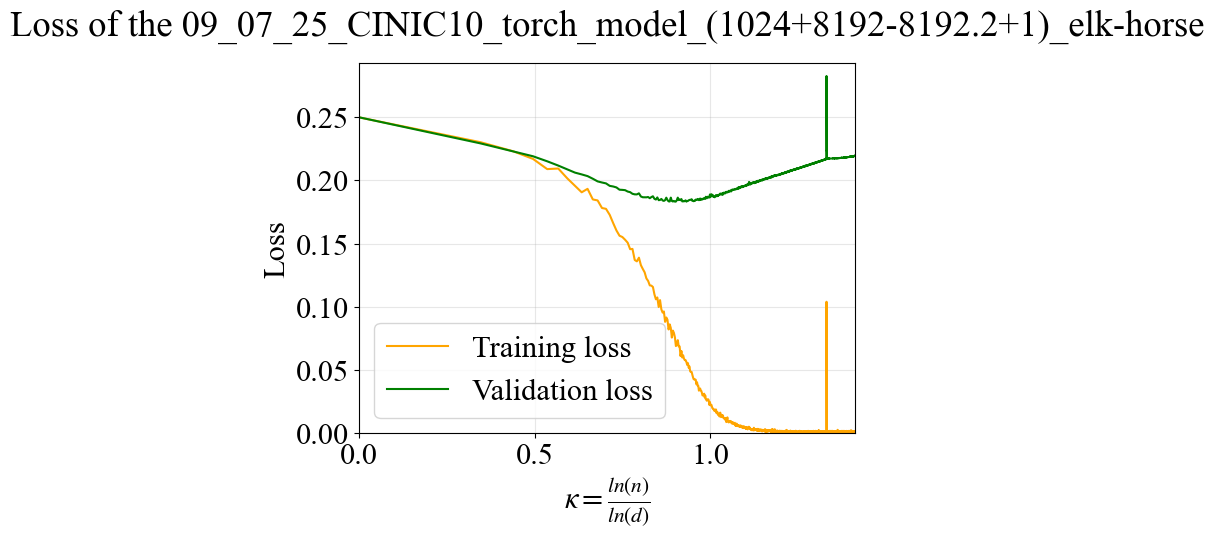 Loss of the 09_07_25_CINIC10_torch_model_(1024+8192-8192.2+1)_elk-horse
Loss
0.25
0.20
0.15
0.10
0.05
0.00
Training loss
Validation loss
0.0 0.5 1.0
κ = ln(n)/ln(d)